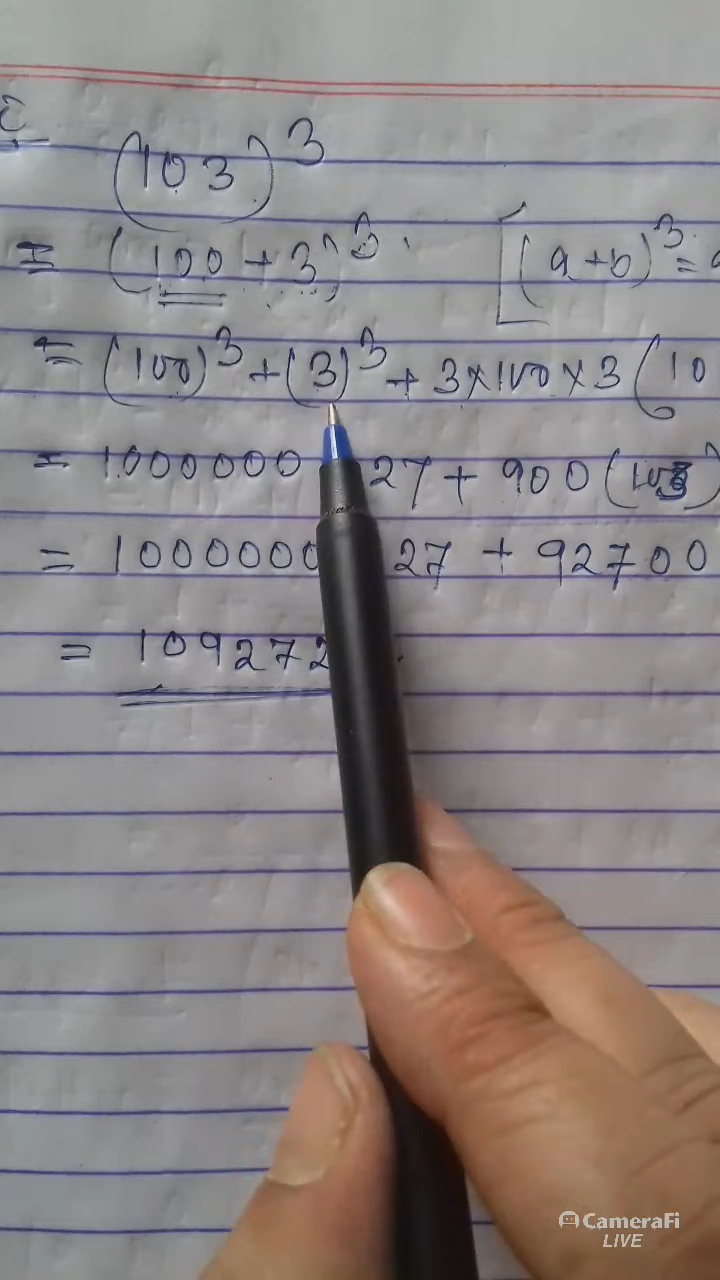 (103)^3
= (100 + 3)^3. [(a+b)^3 =
= (100)^3 + (3)^3 + 3×100×3(10
= 1000000 27 + 900(103)
= 1000000 27 + 92700
= 109272
CameraFi
LIVE